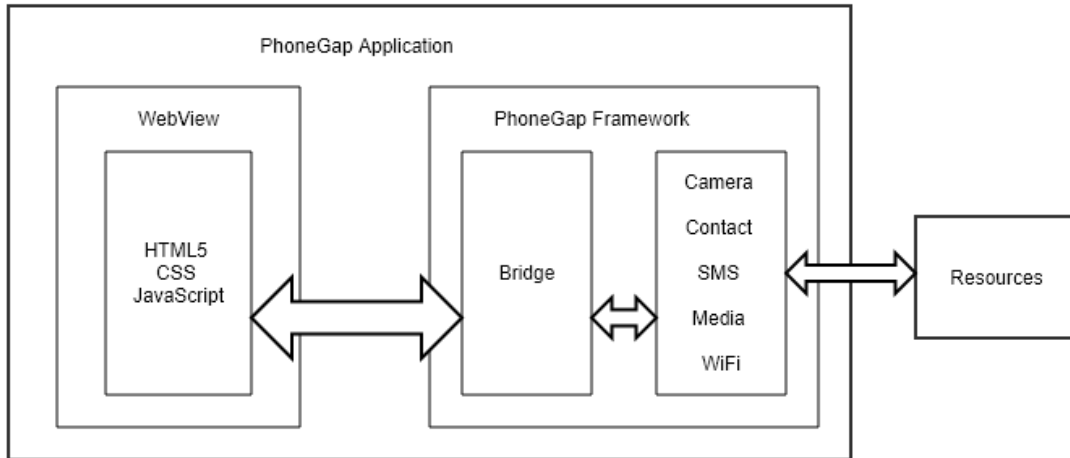 PhoneGap Application
WebView
HTML5
CSS
JavaScript
PhoneGap Framework
Bridge
Camera
Contact
SMS
Media
WiFi
Resources